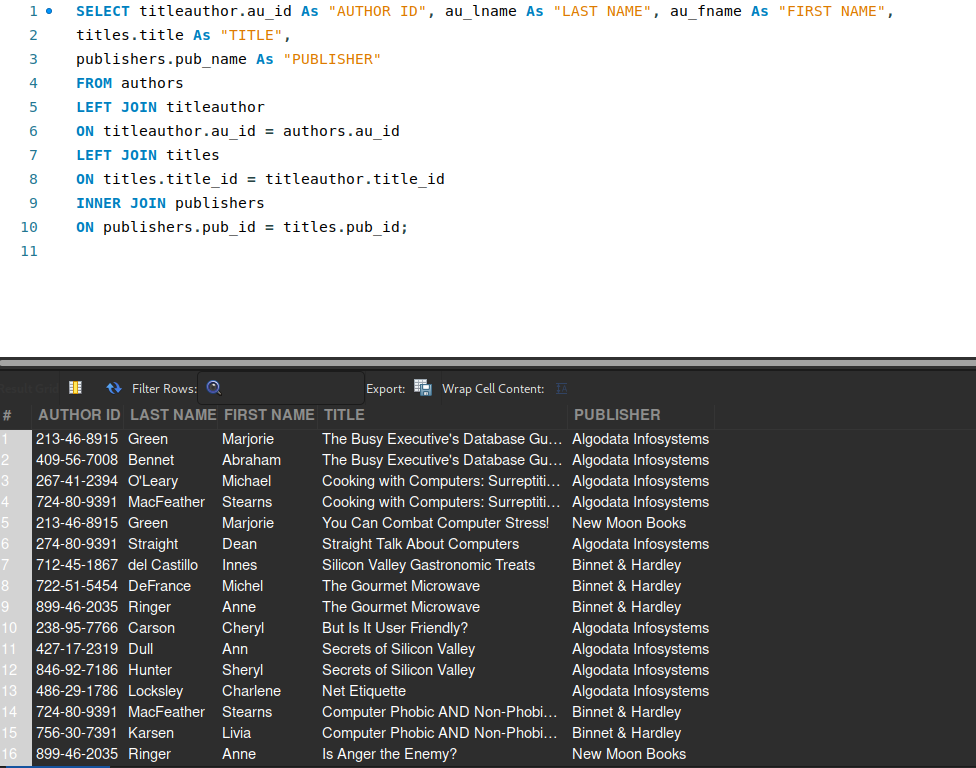 1 SELECT titleauthor.au_id As "AUTHOR ID", au_lname As "LAST NAME", au_fname As "FIRST NAME",
2 titles.title As "TITLE",
3 publishers.pub_name As "PUBLISHER"
4 FROM authors
5 LEFT JOIN titleauthor
6 ON titleauthor.au_id = authors.au_id
7 LEFT JOIN titles
8 ON titles.title_id = titleauthor.title_id
9 INNER JOIN publishers
10 ON publishers.pub_id = titles.pub_id;
11
Result Grid Filter Rows: Export: Wrap Cell Content: IA
# AUTHOR ID LAST NAME FIRST NAME TITLE PUBLISHER
1 213-46-8915 Green Marjorie The Busy Executive's Database Gu... Algodata Infosystems
2 409-56-7008 Bennet Abraham The Busy Executive's Database Gu... Algodata Infosystems
3 267-41-2394 O'Leary Michael Cooking with Computers: Surreptiti... Algodata Infosystems
4 724-80-9391 MacFeather Stearns Cooking with Computers: Surreptiti... Algodata Infosystems
5 213-46-8915 Green Marjorie You Can Combat Computer Stress! New Moon Books
6 274-80-9391 Straight Dean Straight Talk About Computers Algodata Infosystems
7 712-45-1867 del Castillo Innes Silicon Valley Gastronomic Treats Binnet & Hardley
8 722-51-5454 DeFrance Michel The Gourmet Microwave Binnet & Hardley
9 899-46-2035 Ringer Anne The Gourmet Microwave Binnet & Hardley
10 238-95-7766 Carson Cheryl But Is It User Friendly? Algodata Infosystems
11 427-17-2319 Dull Ann Secrets of Silicon Valley Algodata Infosystems
12 846-92-7186 Hunter Sheryl Secrets of Silicon Valley Algodata Infosystems
13 486-29-1786 Locksley Charlene Net Etiquette Algodata Infosystems
14 724-80-9391 MacFeather Stearns Computer Phobic AND Non-Phobi... Binnet & Hardley
15 756-30-7391 Karsen Livia Computer Phobic AND Non-Phobi... Binnet & Hardley
16 899-46-2035 Ringer Anne Is Anger the Enemy? New Moon Books